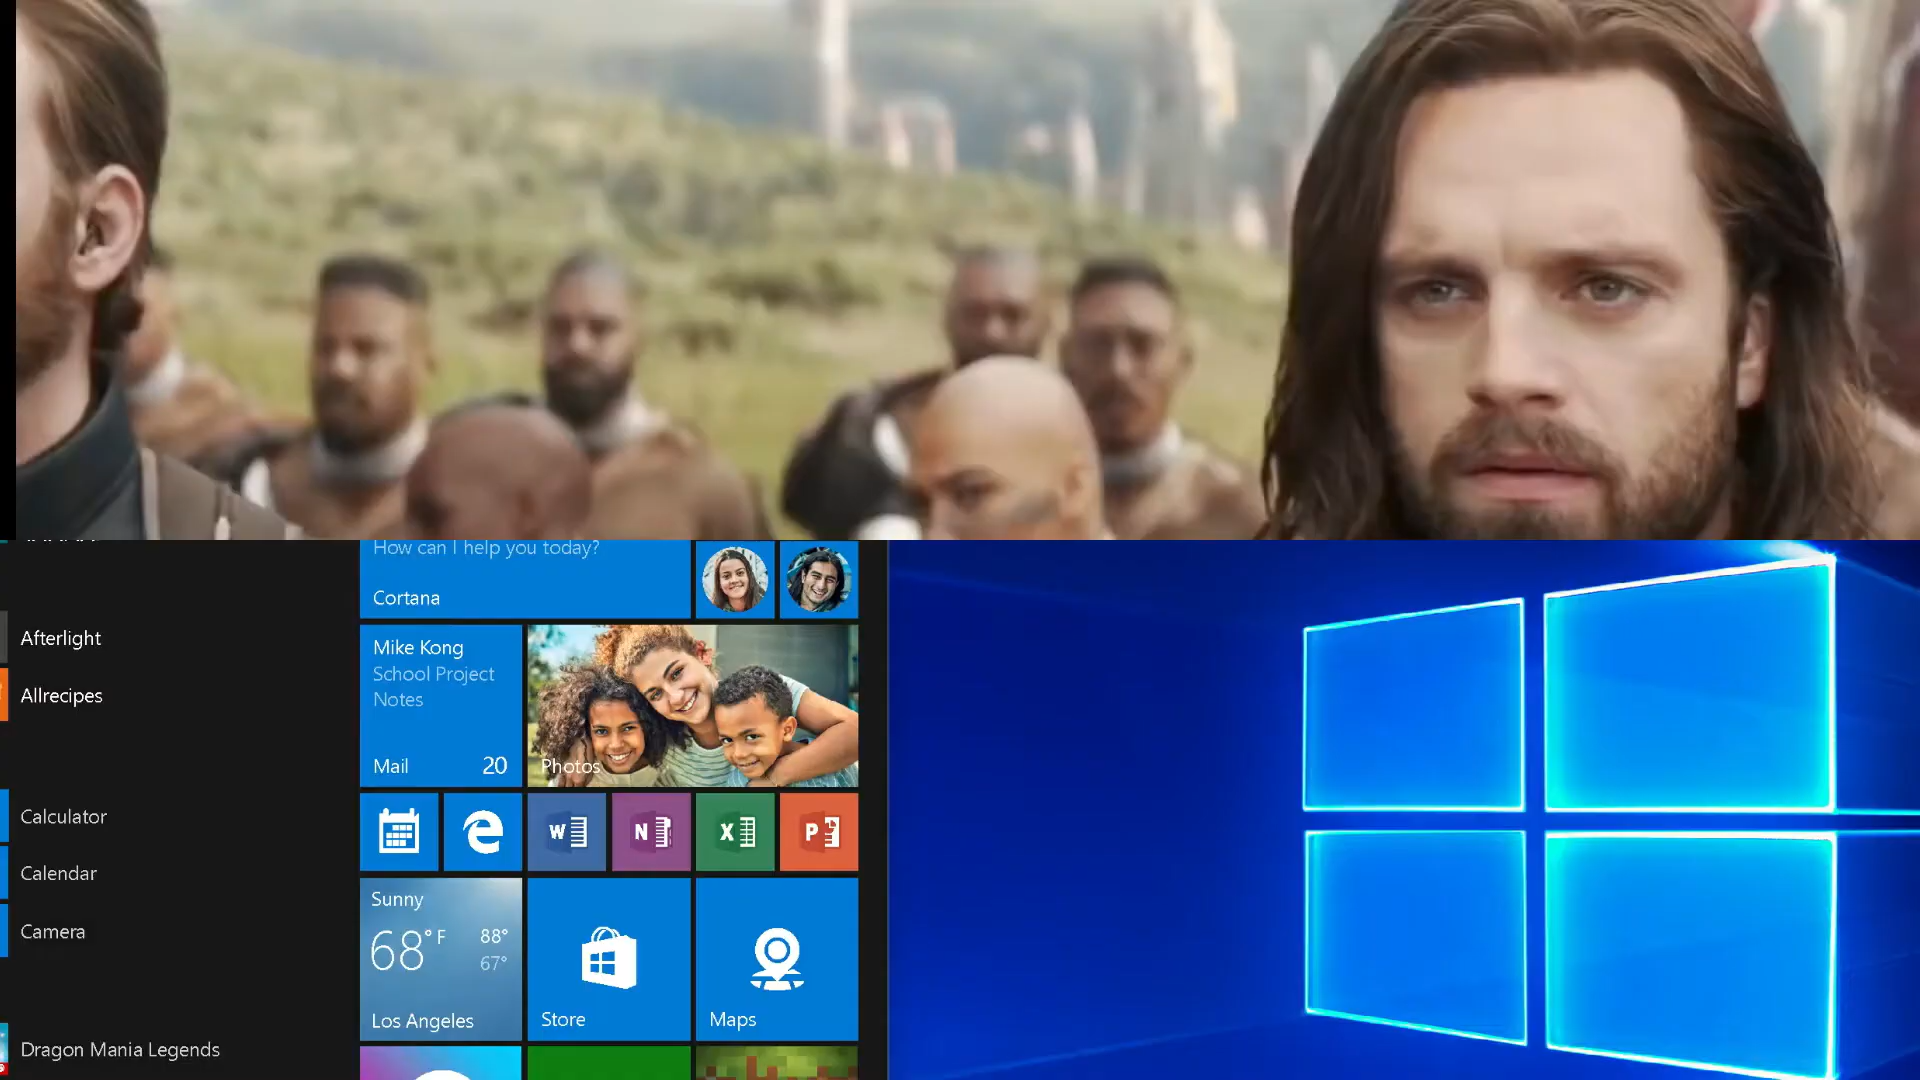 How can I help you today?
Cortana
Afterlight
Allrecipes
Mike Kong
School Project
Notes
Mail 20
Photos
Calculator
Calendar
Camera
W
N
X
P
Sunny
68°F 88°
67°
Los Angeles
Store
Maps
Dragon Mania Legends